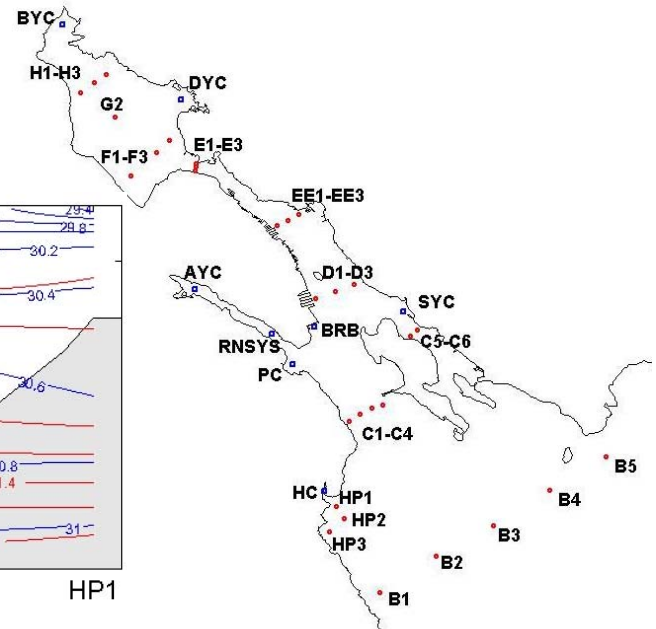 BYC
H1-H3
DYC
G2
F1-F3
E1-E3
EE1-EE3
29.4
29.8
30.2
30.4
AYC
D1-D3
SYC
BRB
RNSYS
C5-C6
PC
30.6
C1-C4
B5
0.8
1.4
HC
HP1
B4
HP2
B3
31
HP3
B2
HP1
B1